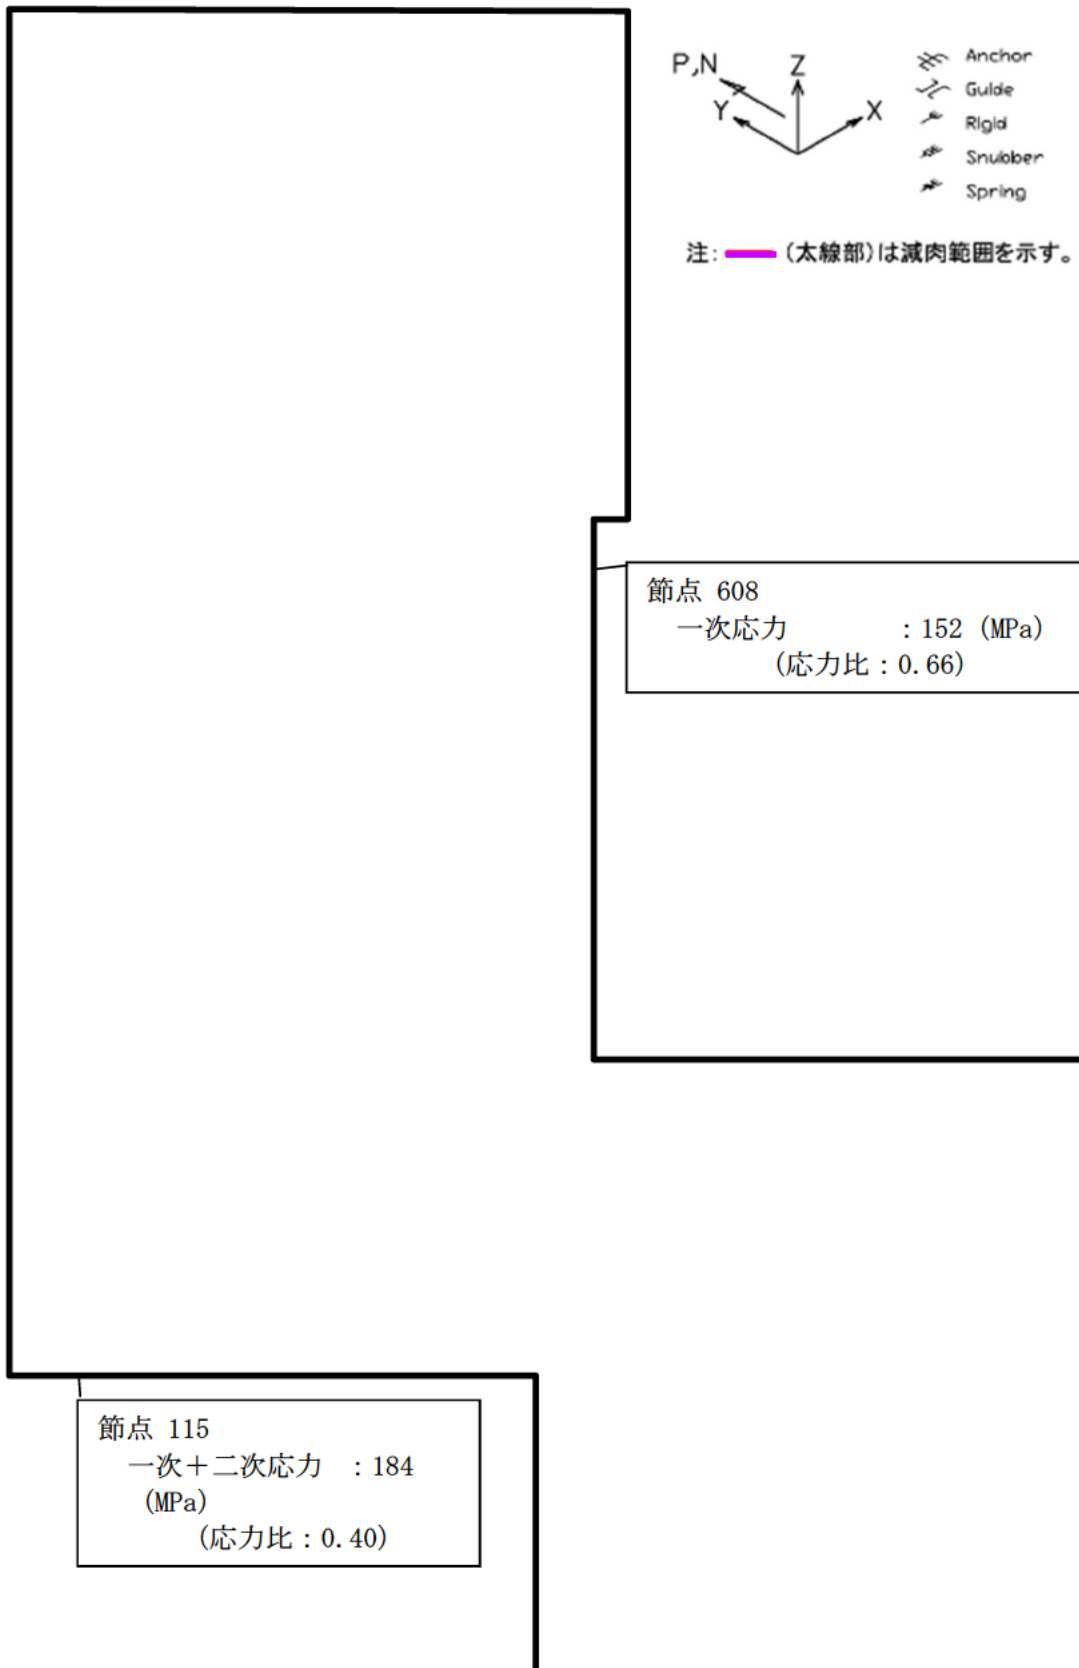 P,N
Z
Y
X
Anchor
Guide
Rigid
Snubber
Spring
注: (太線部)は減肉範囲を示す。
節点 608
一次応力 : 152 (MPa)
(応力比：0.66)
節点 115
一次＋二次応力 : 184
(MPa)
(応力比：0.40)